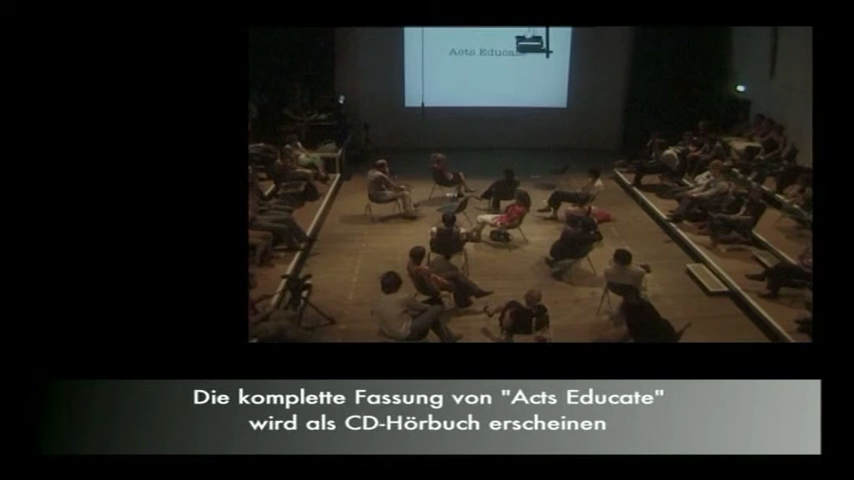 Acts Educate
Die komplette Fassung von "Acts Educate"
wird als CD-Hörbuch erscheinen